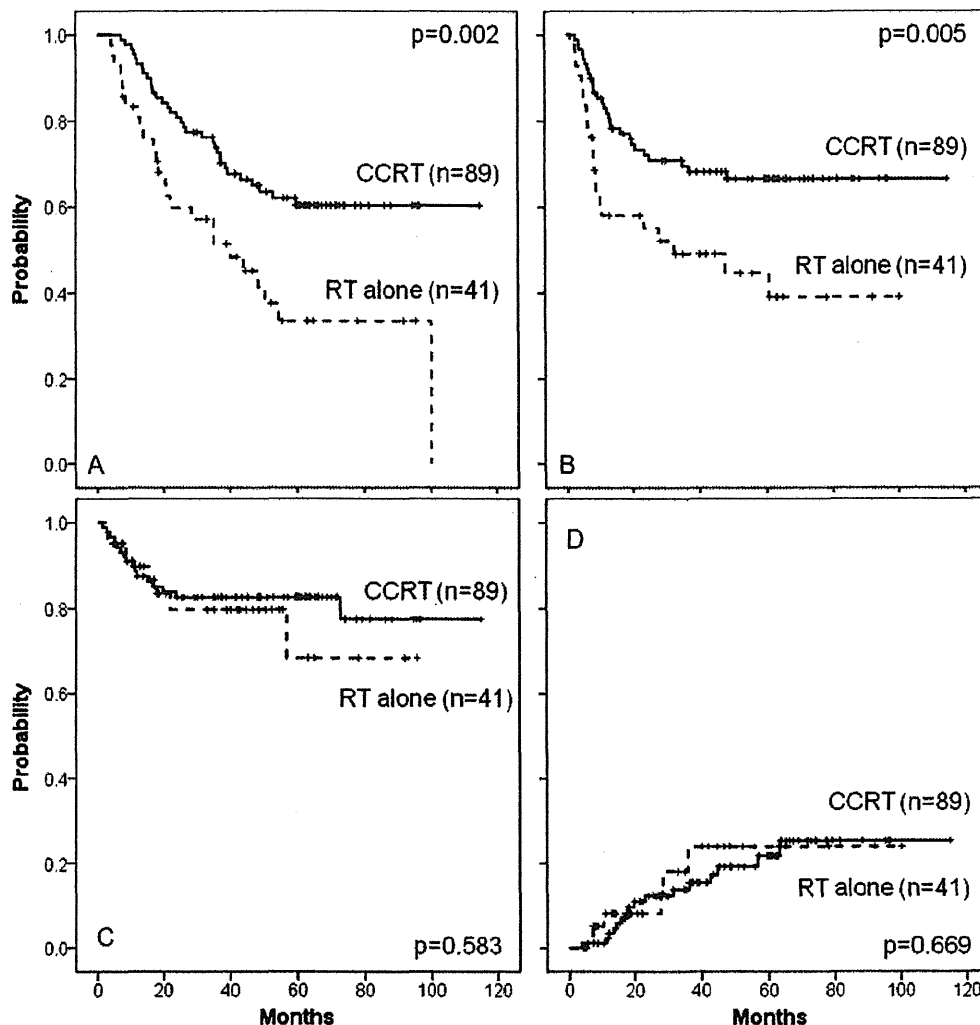 p=0.002
CCRT (n=89)
RT alone (n=41)
Probability
1.0
0.8
0.6
0.4
0.2
0.0
A
p=0.005
CCRT (n=89)
RT alone (n=41)
B
CCRT (n=89)
RT alone (n=41)
Probability
1.0
0.8
0.6
0.4
0.2
0.0
C
p=0.583
0 20 40 60 80 100 120
Months
D
CCRT (n=89)
RT alone (n=41)
p=0.669
0 20 40 60 80 100 120
Months